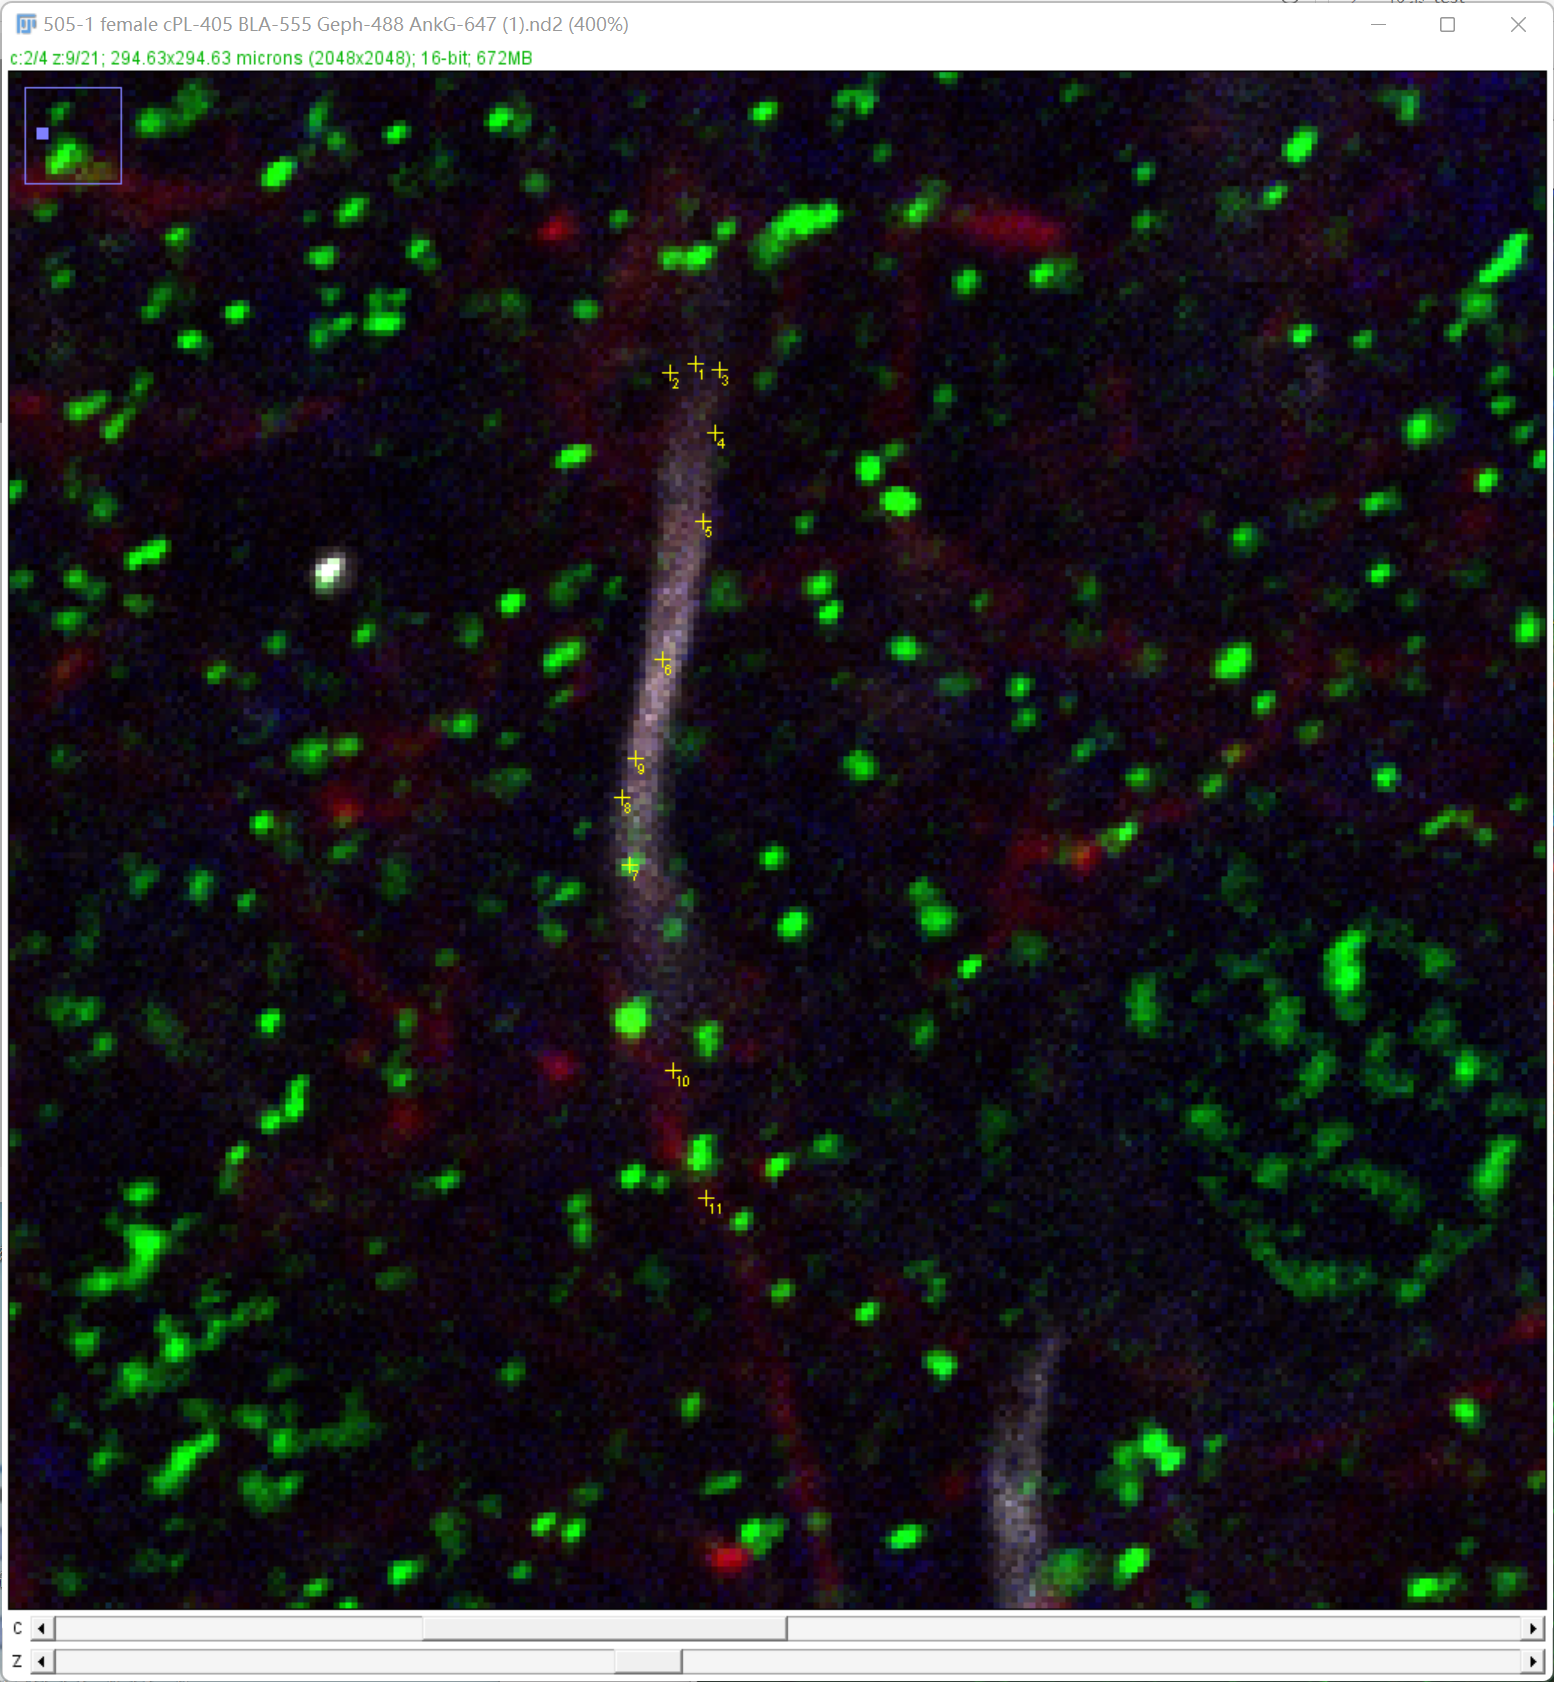 505-1 female cPL-405 BLA-555 Geph-488 AnkG-647 (1).nd2 (400%)
c:2/4 z:9/21; 294.63x294.63 microns (2048x2048); 16-bit; 672MB
2 1 3
4
5
6
9
8
7
10
11
C
Z